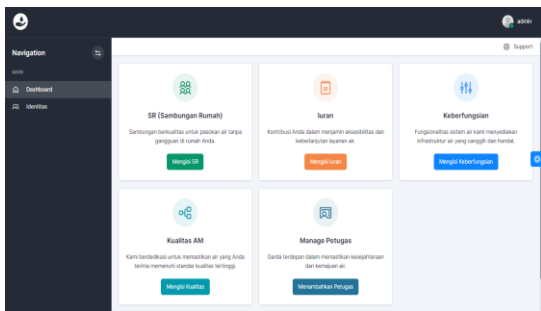 admin
Navigation
Support
MAIN
Dashboard
Identitas
SR (Sambungan Rumah)
Sambungan berkualitas untuk pasokan air tanpa
gangguan di rumah Anda.
Mengisi SR
Iuran
Kontribusi Anda dalam menjamin aksesibilitas dan
keberlanjutan layanan air.
Mengisi Iuran
Keberfungsian
Fungsionalitas sistem air kami menyediakan
infrastruktur air yang canggih dan handal.
Mengisi Keberfungsian
Kualitas AM
Kami berdedikasi untuk memastikan air yang Anda
terima memenuhi standar kualitas tertinggi.
Mengisi Kualitas
Manage Petugas
Garda terdepan dalam memastikan kesejahteraan
dan kemajuan air.
Menambahkan Petugas